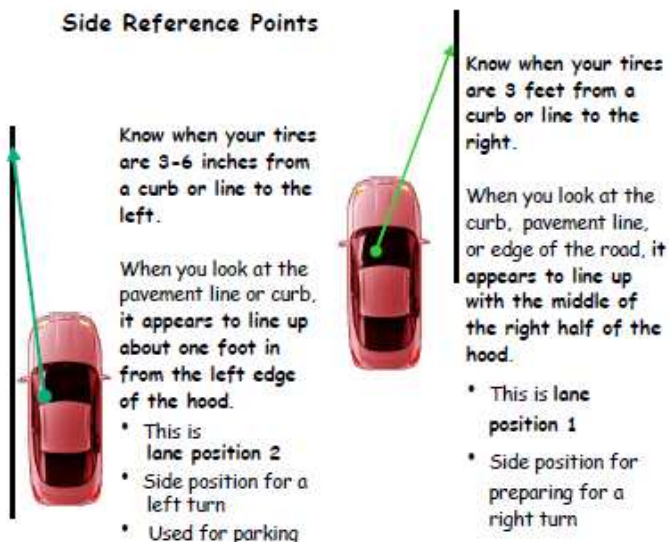 Side Reference Points
Know when your tires
are 3-6 inches from
a curb or line to the
left.
When you look at the
pavement line or curb,
it appears to line up
about one foot in
from the left edge
of the hood.
• This is
lane position 2
• Side position for a
left turn
• Used for parking
Know when your tires
are 3 feet from a
curb or line to the
right.
When you look at the
curb, pavement line,
or edge of the road, it
appears to line up
with the middle of
the right half of the
hood.
• This is lane
position 1
• Side position for
preparing for a
right turn